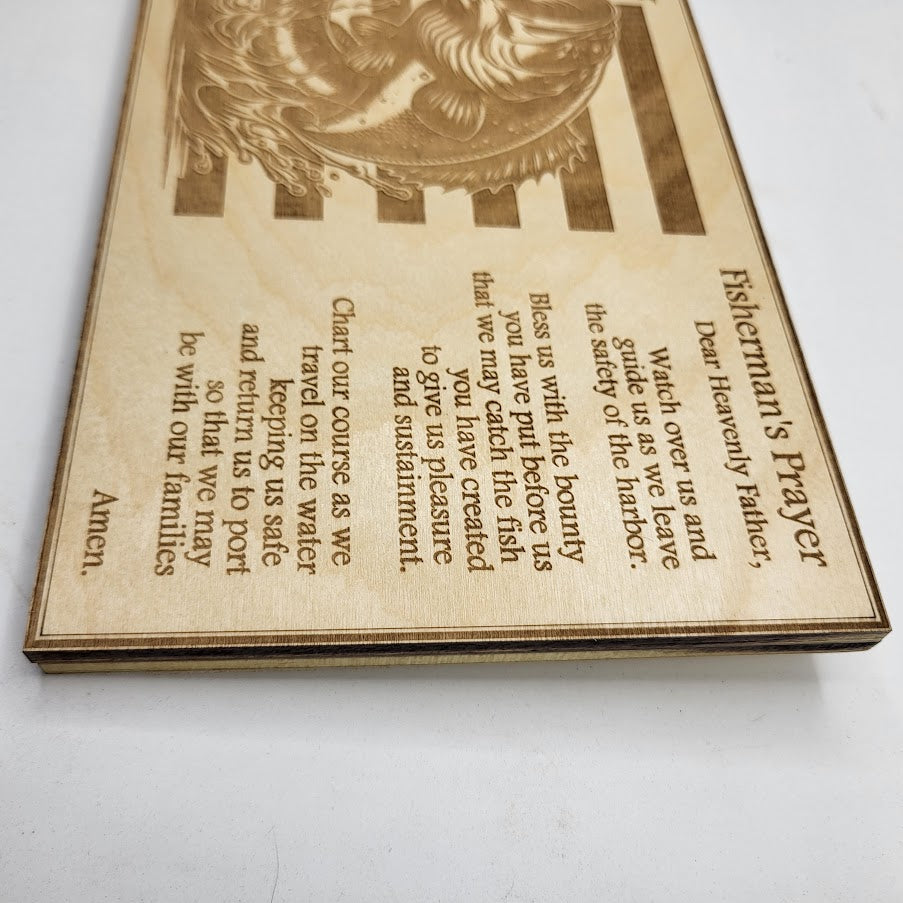 Fisherman's Prayer
Dear Heavenly Father,
Watch over us and
guide us as we leave
the safety of the harbor.
Bless us with the bounty
you have put before us
that we may catch the fish
you have created
to give us pleasure
and sustainment.
Chart our course as we
travel on the water
keeping us safe
and return us to port
so that we may
be with our families
Amen.